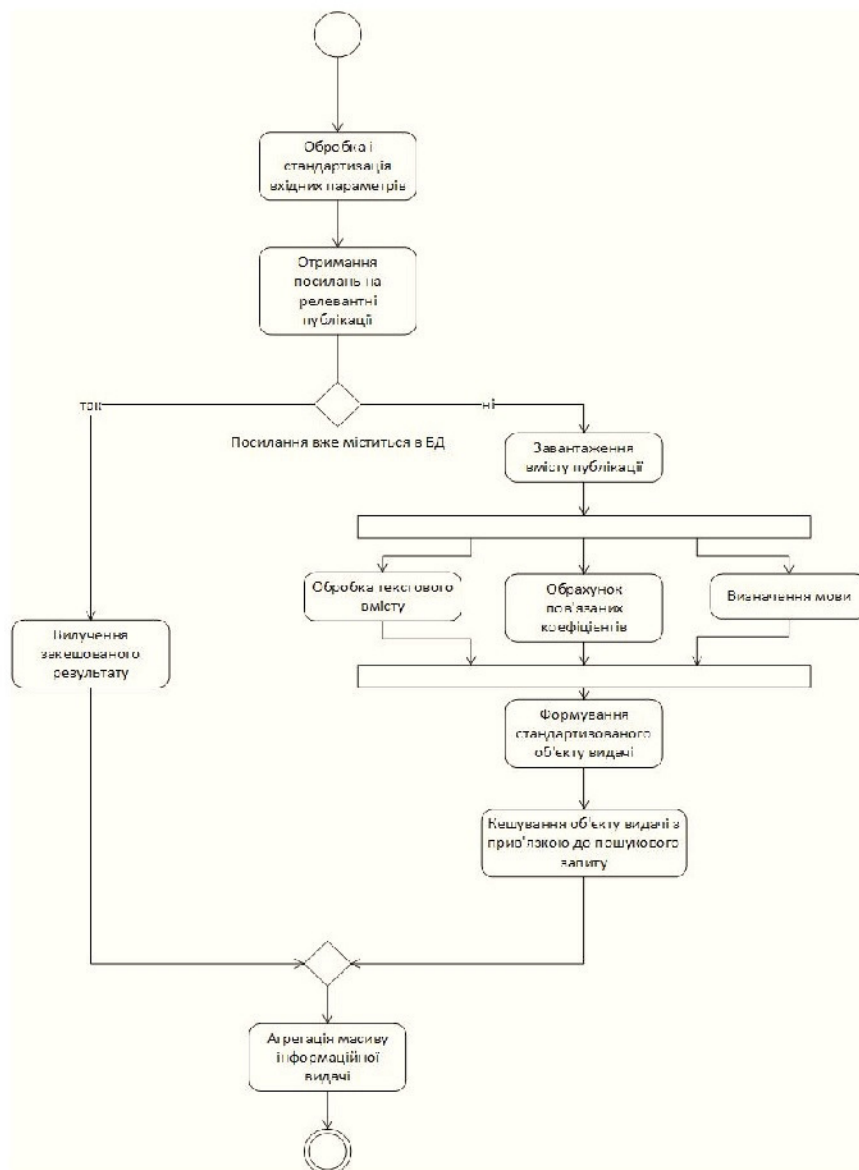 Обробка і
стандартизація
вхідних параметрів
Отримання
посилань на
релевантні
публікації
так
ні
Посилання вже міститься в БД
Завантаження
вмісту публікації
Обробка текстового
вмісту
Обрахунок
пов'язаних
коефіцієнтів
Визначення мови
Вилучення
закешованого
результату
Формування
стандартизованого
об'єкту видачі
Кешування об'єкту видачі з
прив'язкою до пошукового
запиту
Агрегація масиву
інформаційної
видачі